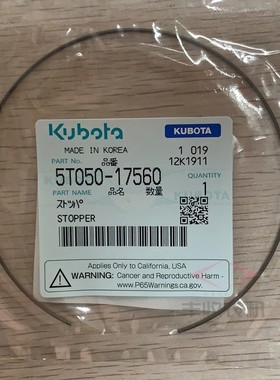 Kubota
KUBOTA
MADE IN KOREA
1 019
PART No. 品番
12K1911
5T050-17560
PART NAME 品名 数量 QUANTITY
ｽﾄﾂﾊﾟ
1
STOPPER
Applies Only to California, USA
WARNING: Cancer and Reproductive Harm -
www.P65Warnings.ca.gov.